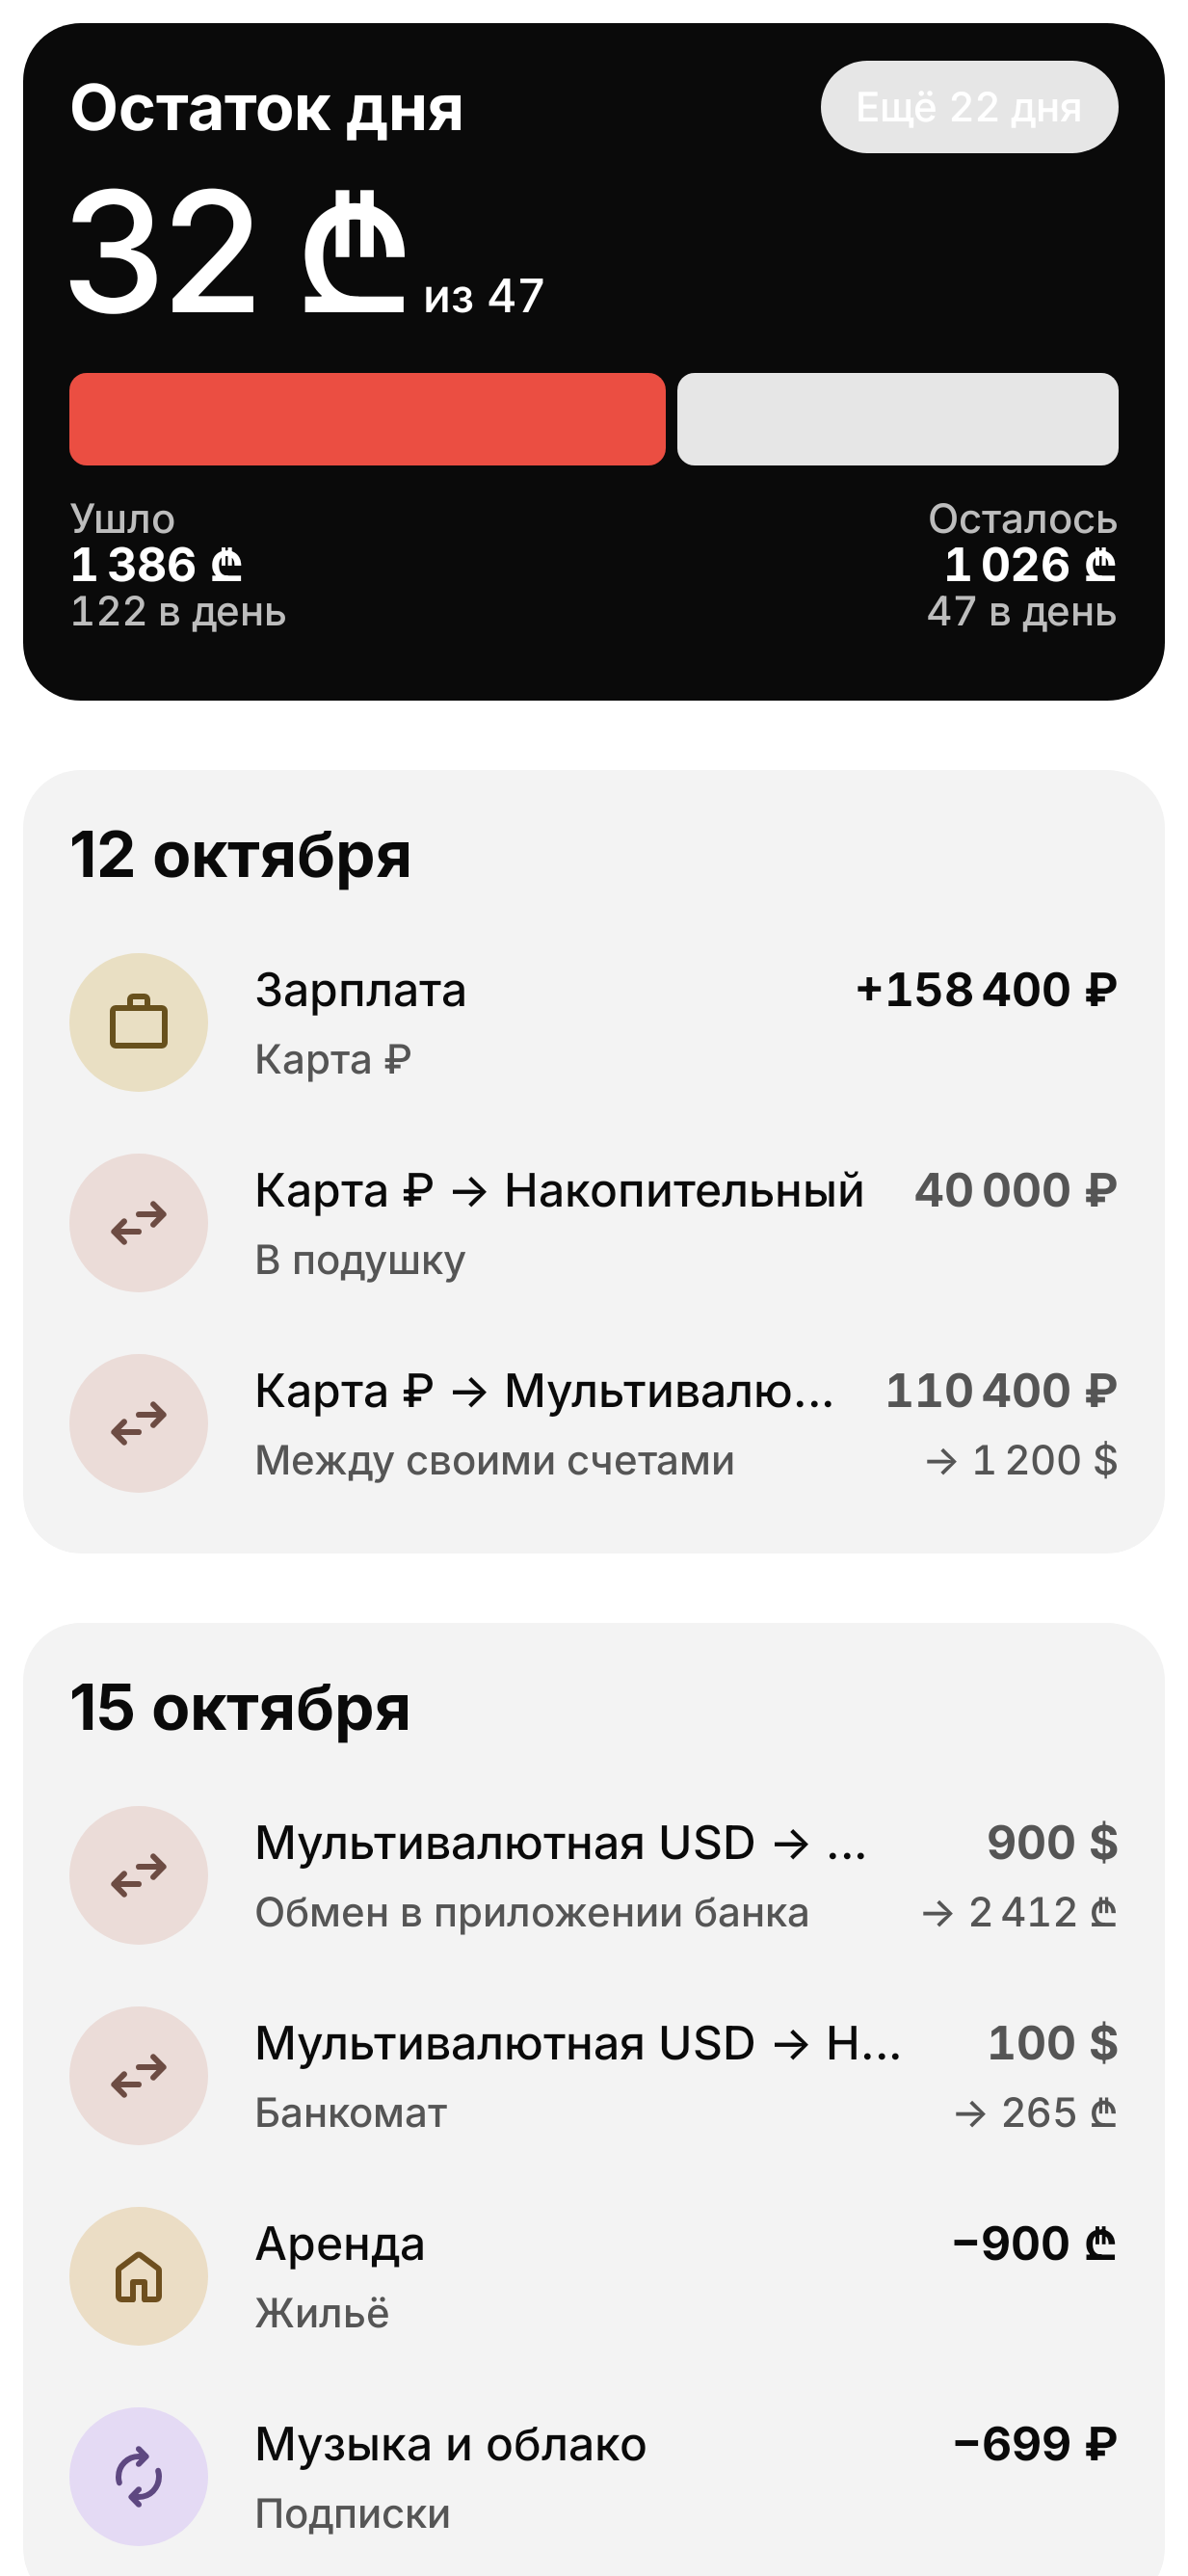 Остаток дня
Ещё 22 дня
32 ₾ из 47
Ушло
Осталось
1 386 ₾
1 026 ₾
122 в день
47 в день
12 октября
Зарплата
+158 400 ₽
Карта ₽
Карта ₽ → Накопительный
40 000 ₽
В подушку
Карта ₽ → Мультивалю...
110 400 ₽
Между своими счетами
→ 1 200 $
15 октября
Мультивалютная USD → ...
900 $
Обмен в приложении банка
→ 2 412 ₾
Мультивалютная USD → Н...
100 $
Банкомат
→ 265 ₾
Аренда
−900 ₾
Жильё
Музыка и облако
−699 ₽
Подписки